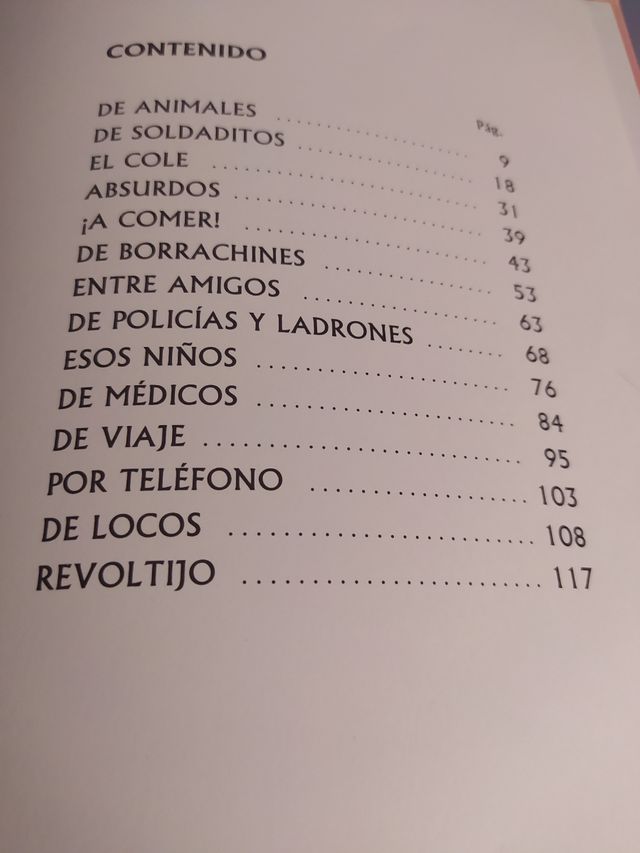 CONTENIDO
Pág.
DE ANIMALES .................... 9
DE SOLDADITOS .................... 18
EL COLE .................... 31
ABSURDOS .................... 39
¡A COMER! .................... 43
DE BORRACHINES .................... 53
ENTRE AMIGOS .................... 63
DE POLICÍAS Y LADRONES ........ 68
ESOS NIÑOS .................... 76
DE MÉDICOS .................... 84
DE VIAJE .................... 95
POR TELÉFONO .................... 103
DE LOCOS .................... 108
REVOLTIJO .................... 117